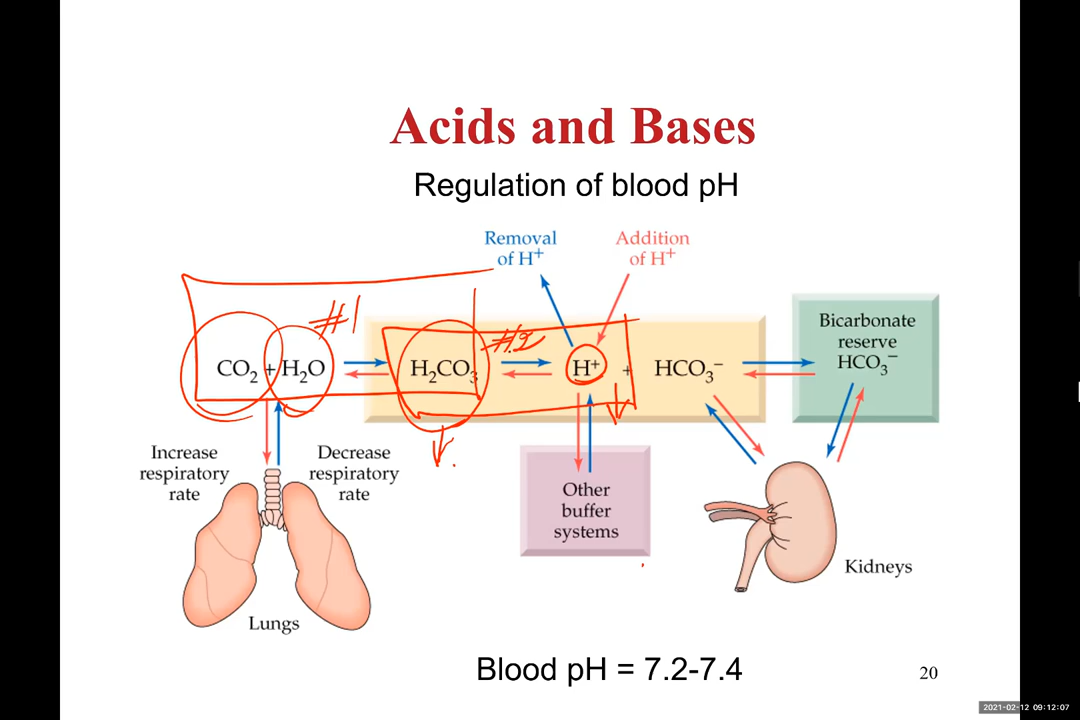 Acids and Bases
Regulation of blood pH
Removal
of H⁺
Addition
of H⁺
#1
#2
CO₂ + H₂O
H₂CO₃
H⁺ + HCO₃⁻
Bicarbonate
reserve
HCO₃⁻
Increase
respiratory
rate
Decrease
respiratory
rate
Other
buffer
systems
Lungs
Kidneys
Blood pH = 7.2-7.4
20
2021-02-12 09:12:07